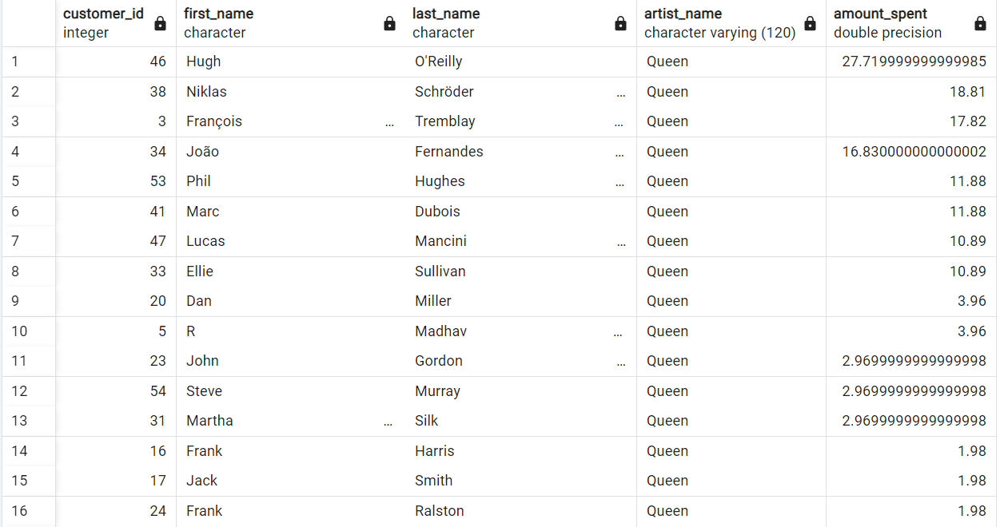 customer_id first_name last_name artist_name amount_spent
integer character character character varying (120) double precision
1 46 Hugh O'Reilly Queen 27.719999999999985
2 38 Niklas Schröder ... Queen 18.81
3 3 François ... Tremblay ... Queen 17.82
4 34 João Fernandes ... Queen 16.830000000000002
5 53 Phil Hughes ... Queen 11.88
6 41 Marc Dubois Queen 11.88
7 47 Lucas Mancini ... Queen 10.89
8 33 Ellie Sullivan Queen 10.89
9 20 Dan Miller Queen 3.96
10 5 R Madhav ... Queen 3.96
11 23 John Gordon ... Queen 2.9699999999999998
12 54 Steve Murray Queen 2.9699999999999998
13 31 Martha ... Silk Queen 2.9699999999999998
14 16 Frank Harris Queen 1.98
15 17 Jack Smith Queen 1.98
16 24 Frank Ralston Queen 1.98